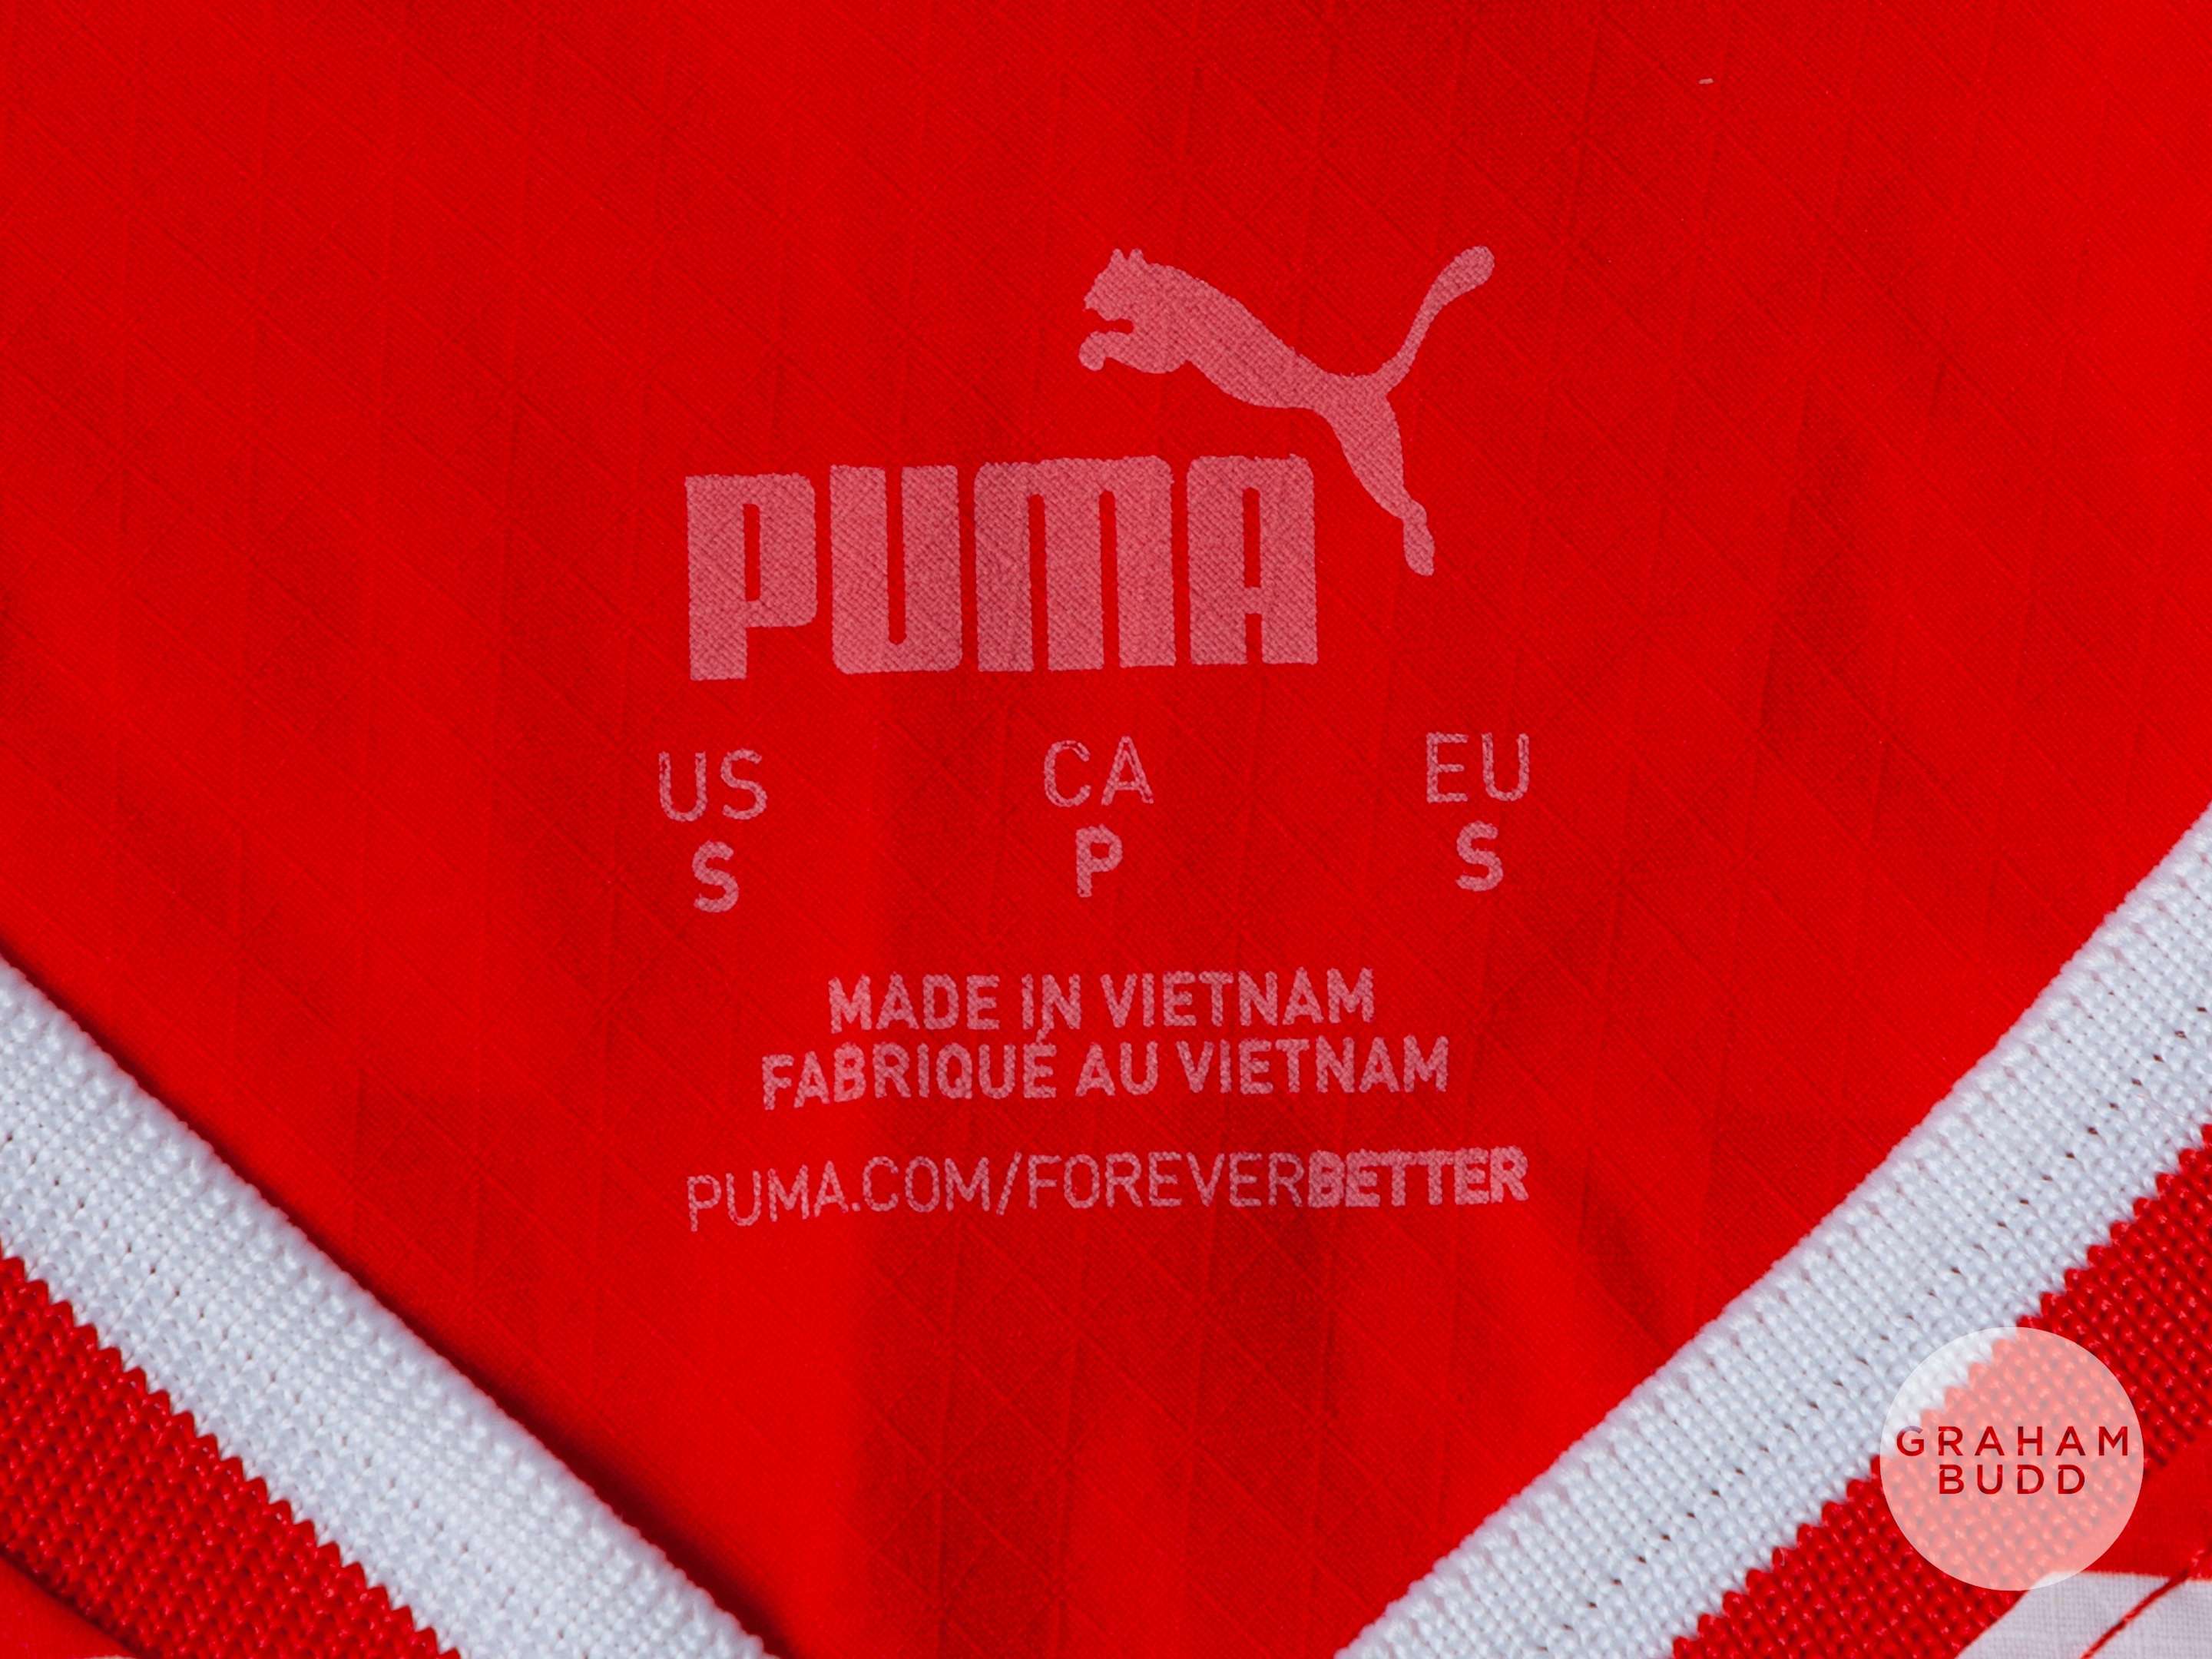 PUMA
US CA EU
S P S
MADE IN VIETNAM
FABRIQUÉ AU VIETNAM
PUMA.COM/FOREVERBETTER
GRAHAM
BUDD